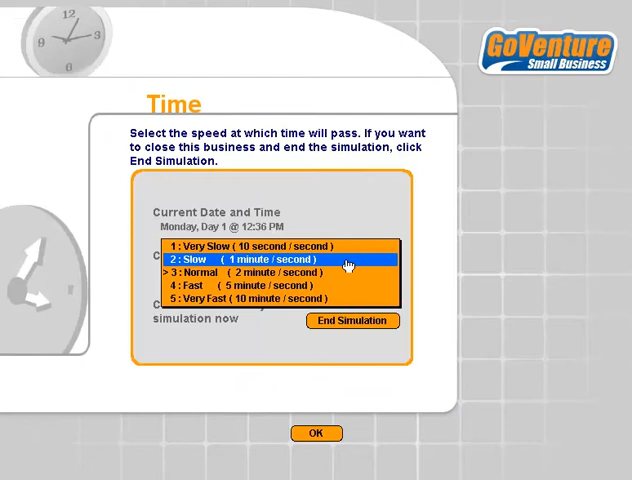 9
3
6
GoVenture
Small Business
Time
Select the speed at which time will pass. If you want
to close this business and end the simulation, click
End Simulation.
Current Date and Time
Monday, Day 1 @ 12:36 PM
1 : Very Slow ( 10 second / second )
2 : Slow ( 1 minute / second )
> 3 : Normal ( 2 minute / second )
4 : Fast ( 5 minute / second )
5 : Very Fast ( 10 minute / second )
simulation now
End Simulation
OK